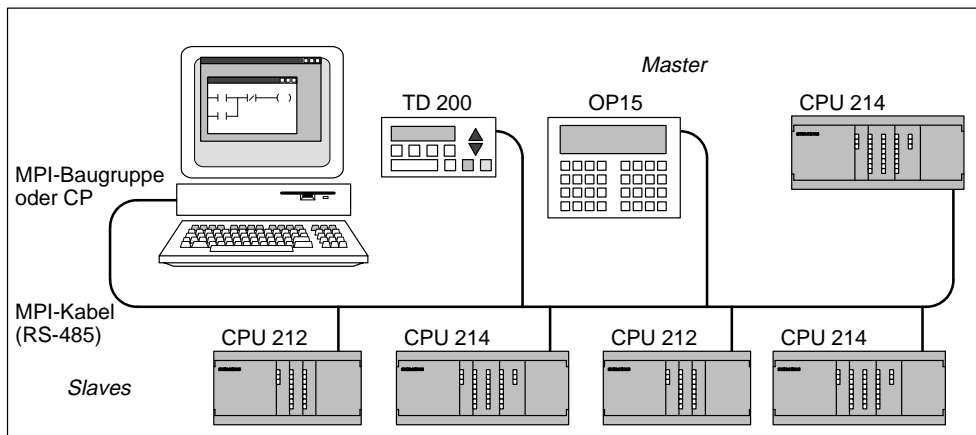 Master
TD 200
OP15
CPU 214
MPI-Baugruppe
oder CP
MPI-Kabel
(RS-485)
CPU 212
CPU 214
CPU 212
CPU 214
Slaves